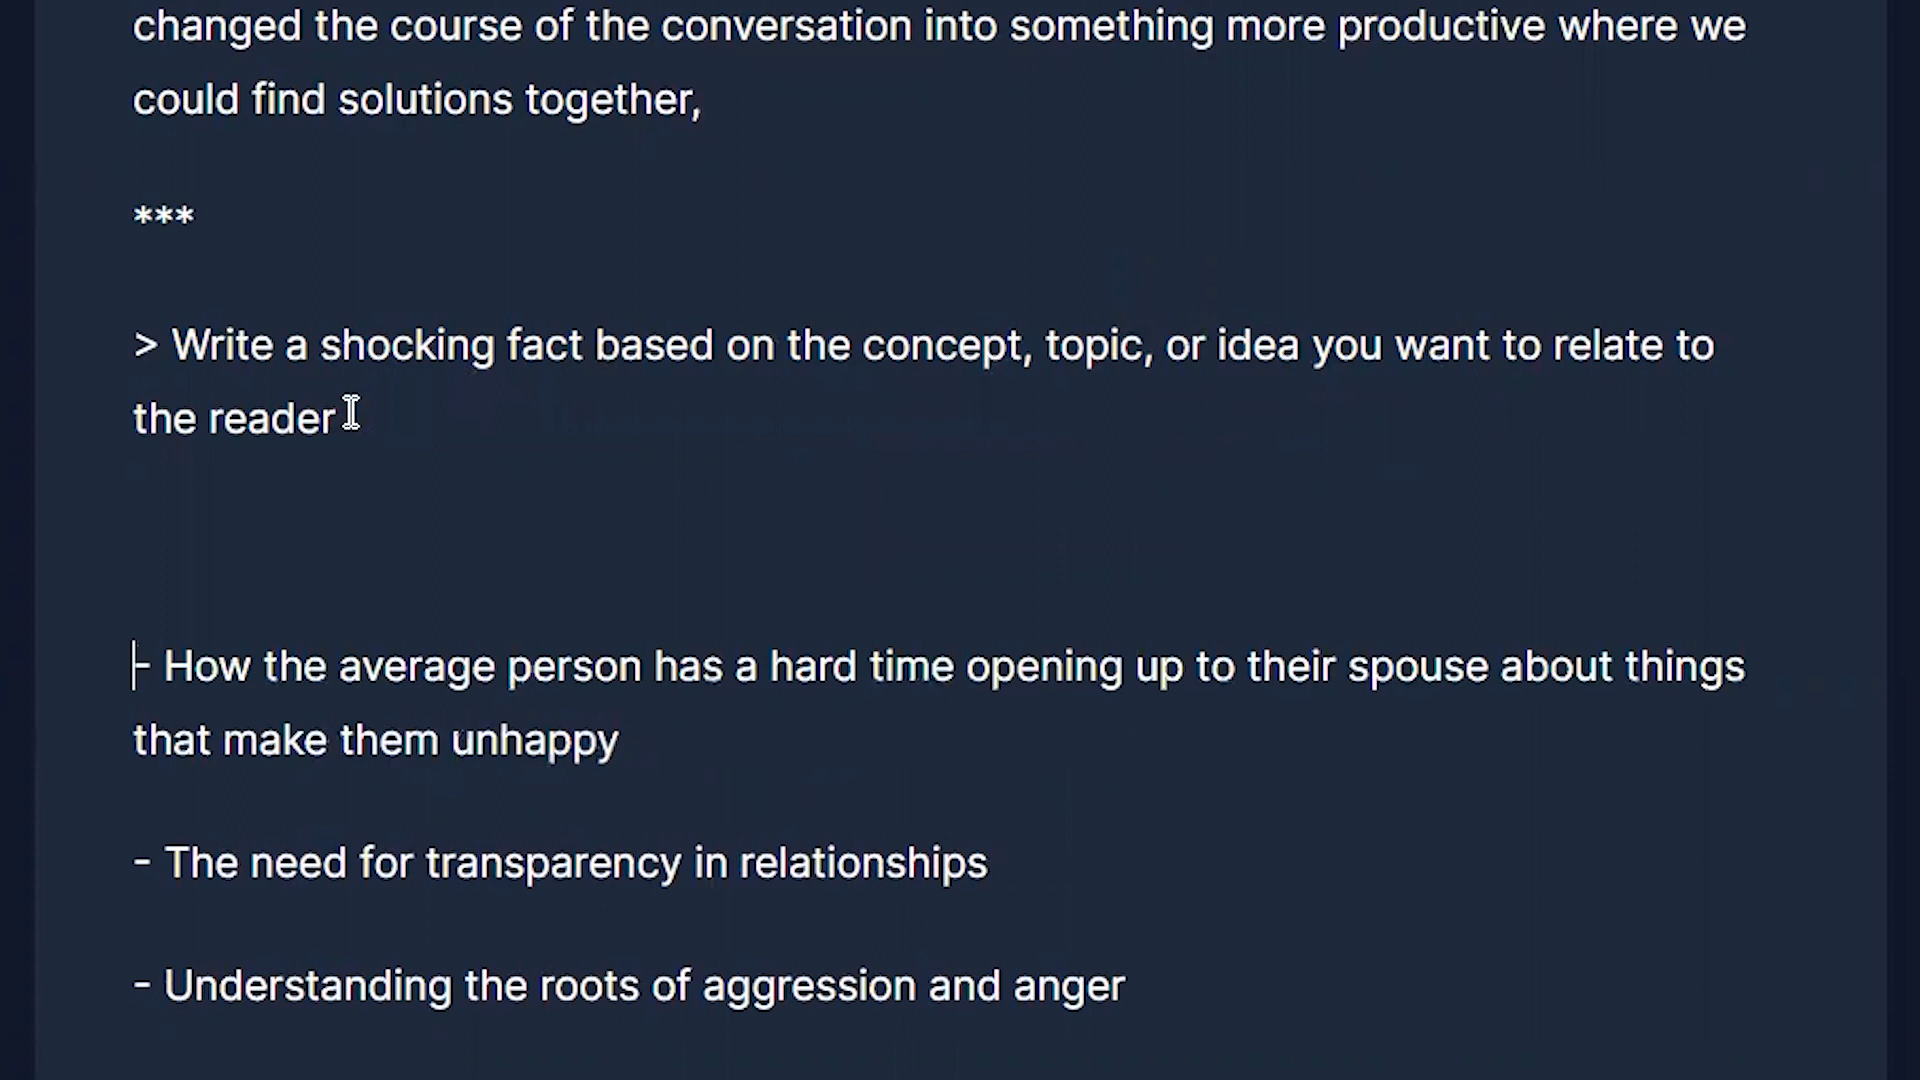 changed the course of the conversation into something more productive where we
could find solutions together,
***
> Write a shocking fact based on the concept, topic, or idea you want to relate to
the reader
- How the average person has a hard time opening up to their spouse about things
that make them unhappy
- The need for transparency in relationships
- Understanding the roots of aggression and anger